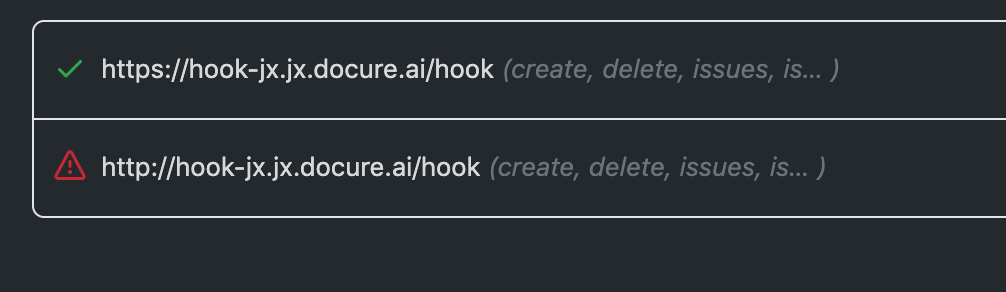 https://hook-jx.jx.docure.ai/hook (create, delete, issues, is... )
http://hook-jx.jx.docure.ai/hook (create, delete, issues, is... )